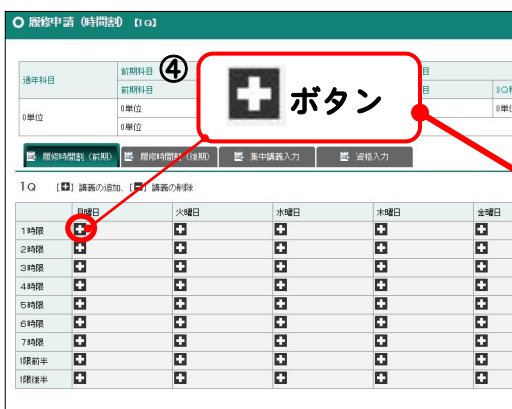 履修申請（時間割）【1Q】
④
通年科目
前期科目
前期科目
目
目
3Q
0単位
0単位
0単位
ボタン
履修時間割（前期）
履修時間割（後期）
集中講義入力
資格入力
1Q [+] 講義の追加、[-] 講義の削除
月曜日 火曜日 水曜日 木曜日 金曜日
1時限
2時限
3時限
4時限
5時限
6時限
7時限
1限前半
1限後半